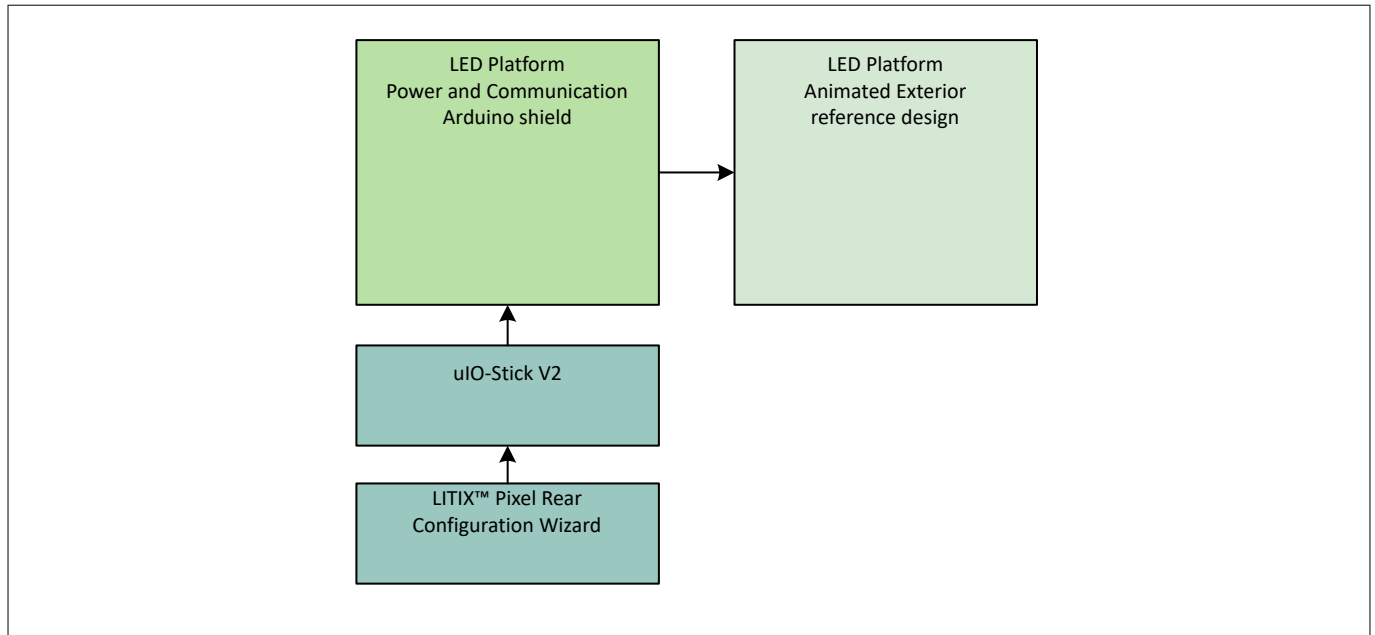 LED Platform
Power and Communication
Arduino shield
LED Platform
Animated Exterior
reference design
uIO-Stick V2
LITIX™ Pixel Rear
Configuration Wizard